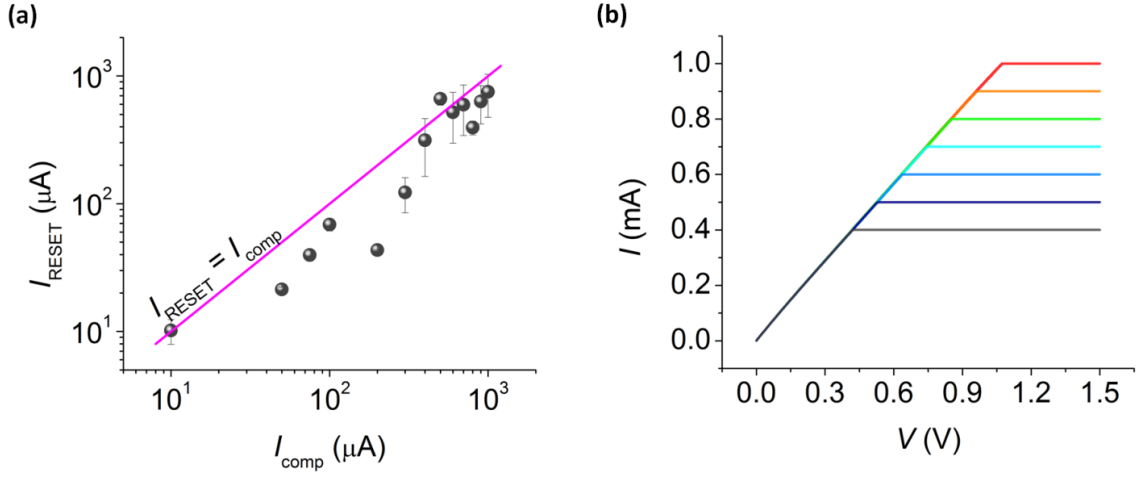 (a)
10³
10²
10¹
I_RESET (μA)
I_RESET = I_comp
10¹ 10² 10³
I_comp (μA)
(b)
1.0
0.8
0.6
0.4
0.2
0.0
I (mA)
0.0 0.3 0.6 0.9 1.2 1.5
V (V)